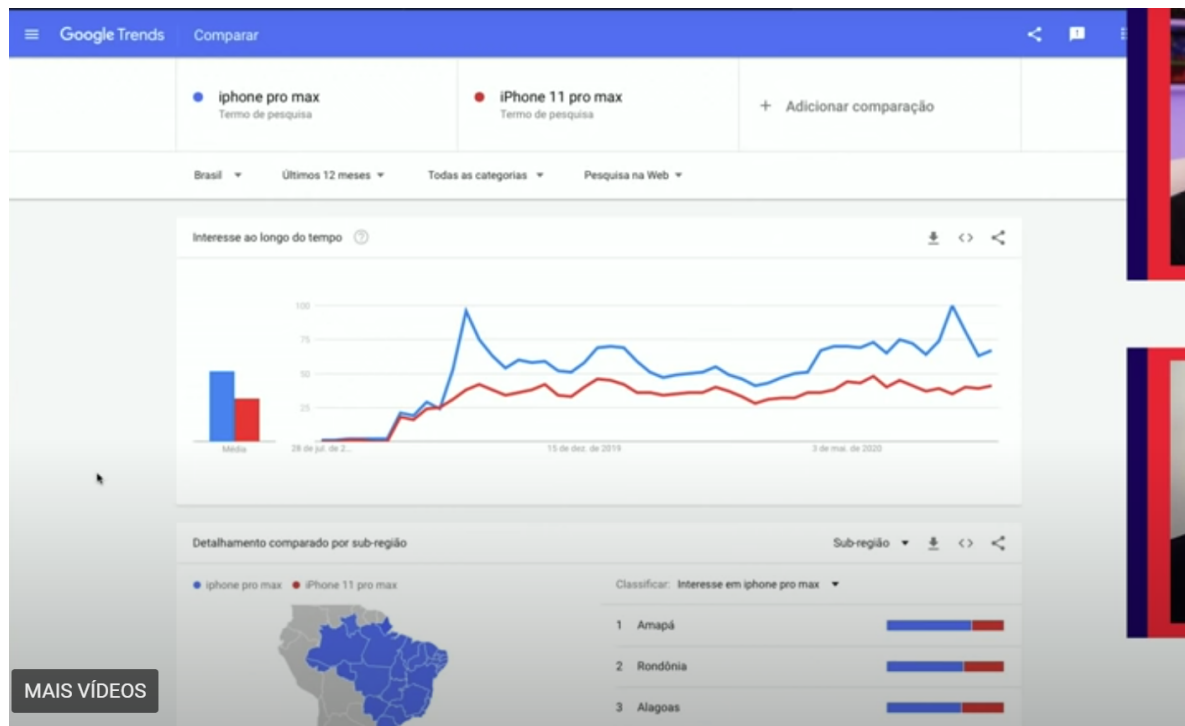 Google Trends Comparar
iphone pro max
Termo de pesquisa
iPhone 11 pro max
Termo de pesquisa
+ Adicionar comparação
Brasil Últimos 12 meses Todas as categorias Pesquisa na Web
Interesse ao longo do tempo ?
100
75
50
25
Média
28 de jul. de 2... 15 de dez. de 2019 3 de mai. de 2020
Detalhamento comparado por sub-região
Sub-região
iphone pro max iPhone 11 pro max
Classificar: Interesse em iphone pro max
1 Amapá
2 Rondônia
3 Alagoas
MAIS VÍDEOS